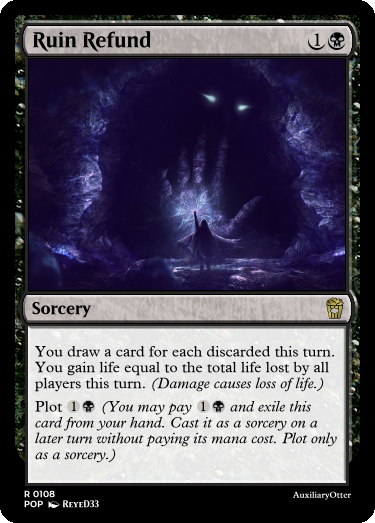 Ruin Refund 1
Sorcery
You draw a card for each discarded this turn.
You gain life equal to the total life lost by all
players this turn. (Damage causes loss of life.)
Plot 1 (You may pay 1 and exile this
card from your hand. Cast it as a sorcery on a
later turn without paying its mana cost. Plot only
as a sorcery.)
R 0108
POP ReyeD33
AuxiliaryOtter